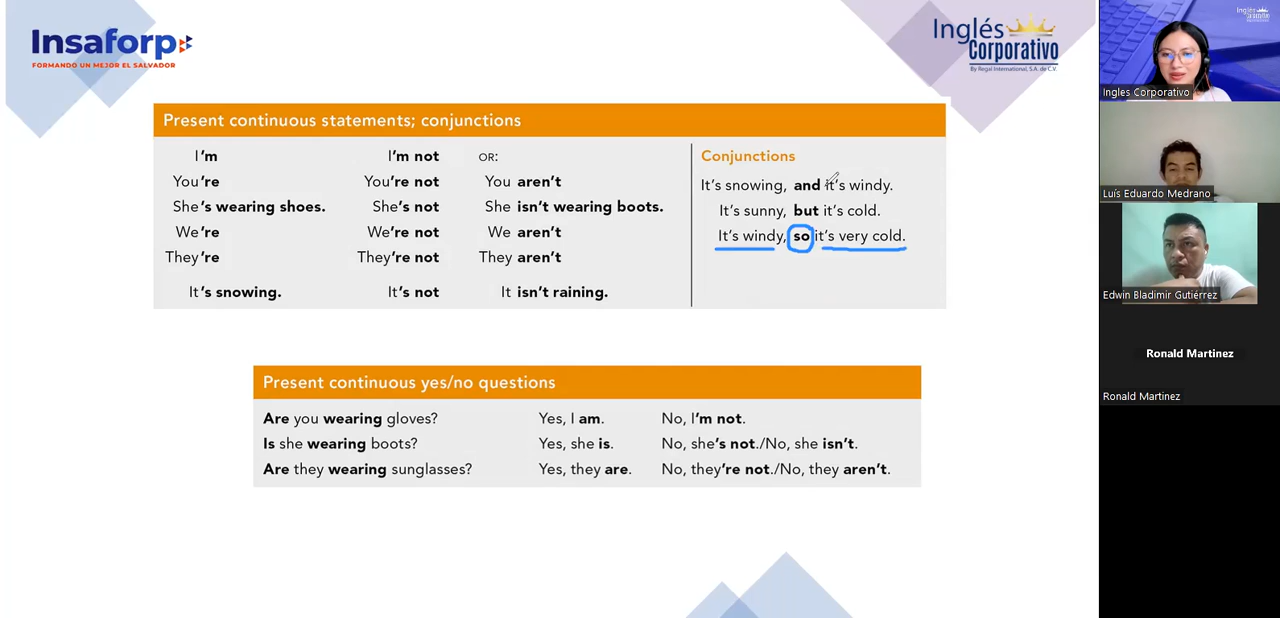 Insaforp
FORMANDO UN MEJOR EL SALVADOR
Inglés
Corporativo
By Regal International, S.A. de C.V.
Present continuous statements; conjunctions
I'm I'm not OR:
You're You're not You aren't
She's wearing shoes. She's not She isn't wearing boots.
We're We're not We aren't
They're They're not They aren't
It's snowing. It's not It isn't raining.
Conjunctions
It's snowing, and it's windy.
It's sunny, but it's cold.
It's windy, so it's very cold.
Present continuous yes/no questions
Are you wearing gloves? Yes, I am. No, I'm not.
Is she wearing boots? Yes, she is. No, she's not./No, she isn't.
Are they wearing sunglasses? Yes, they are. No, they're not./No, they aren't.
Inglés
Ingles Corporativo
Luís Eduardo Medrano
Edwin Bladimir Gutiérrez
Ronald Martinez
Ronald Martinez